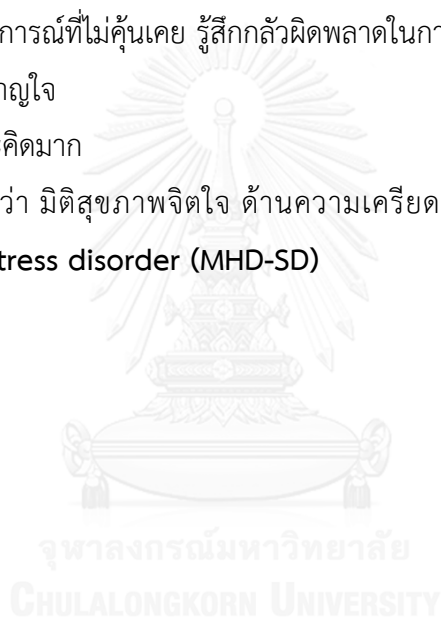 การณ์ที่ไม่คุ้นเคย รู้สึกกลัวผิดพลาดในกา
าญใจ
คิดมาก
ว่า มิติสุขภาพจิตใจ ด้านความเครียด
tress disorder (MHD-SD)
จุฬาลงกรณ์มหาวิทยาลัย
CHULALONGKORN UNIVERSITY